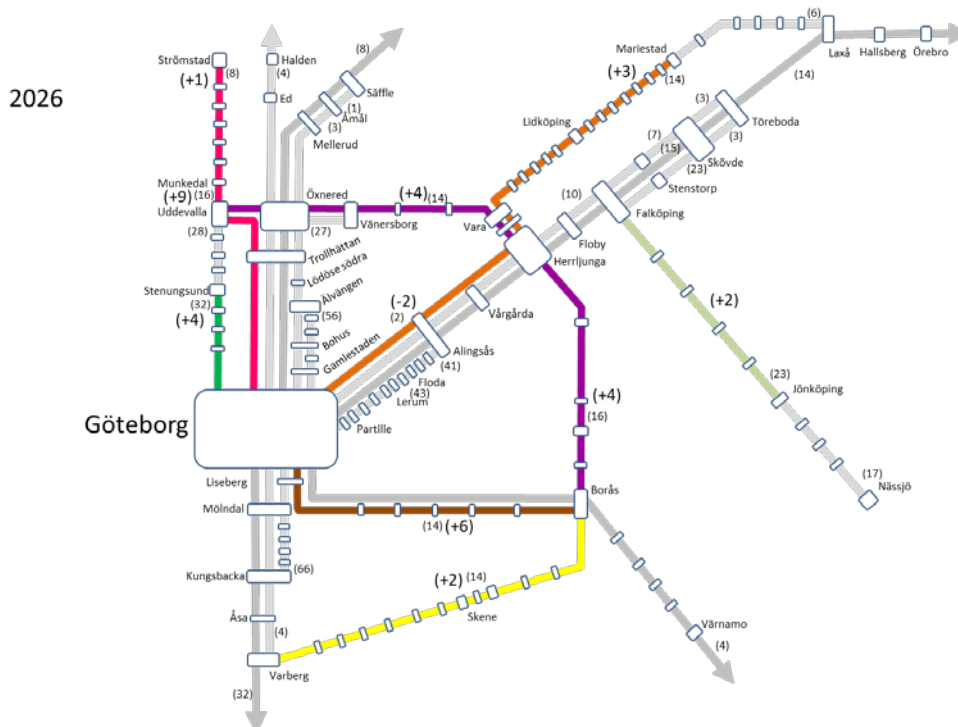 2026
Strömstad
(8)
(+1)
Halden
(4)
Ed
(8)
Säffle
(1)
Åmål
(3)
Mellerud
Munkedal
(+9) (16)
Uddevalla
(28)
Öxnered
(27)
Vänersborg
(+4) (14)
Vara
Trollhättan
Lödöse södra
Älvängen
(56)
Bohus
Gamlestaden
Stenungsund
(32)
(+4)
Göteborg
(6)
Mariestad
(+3)
(14)
Laxå
Hallsberg
Örebro
(14)
Lidköping
(3)
Töreboda
(3)
(7)
(15)
Skövde
(23)
Stenstorp
(10)
Falköping
Floby
Herrljunga
(-2)
(2)
Vårgårda
Alingsås
(41)
Floda
(43)
Lerum
Partille
(+2)
(23)
Jönköping
(17)
Nässjö
(+4)
(16)
Borås
Liseberg
Mölndal
(14) (+6)
Kungsbacka
(66)
(+2) (14)
Skene
Åsa
(4)
Varberg
(32)
Värnamo
(4)